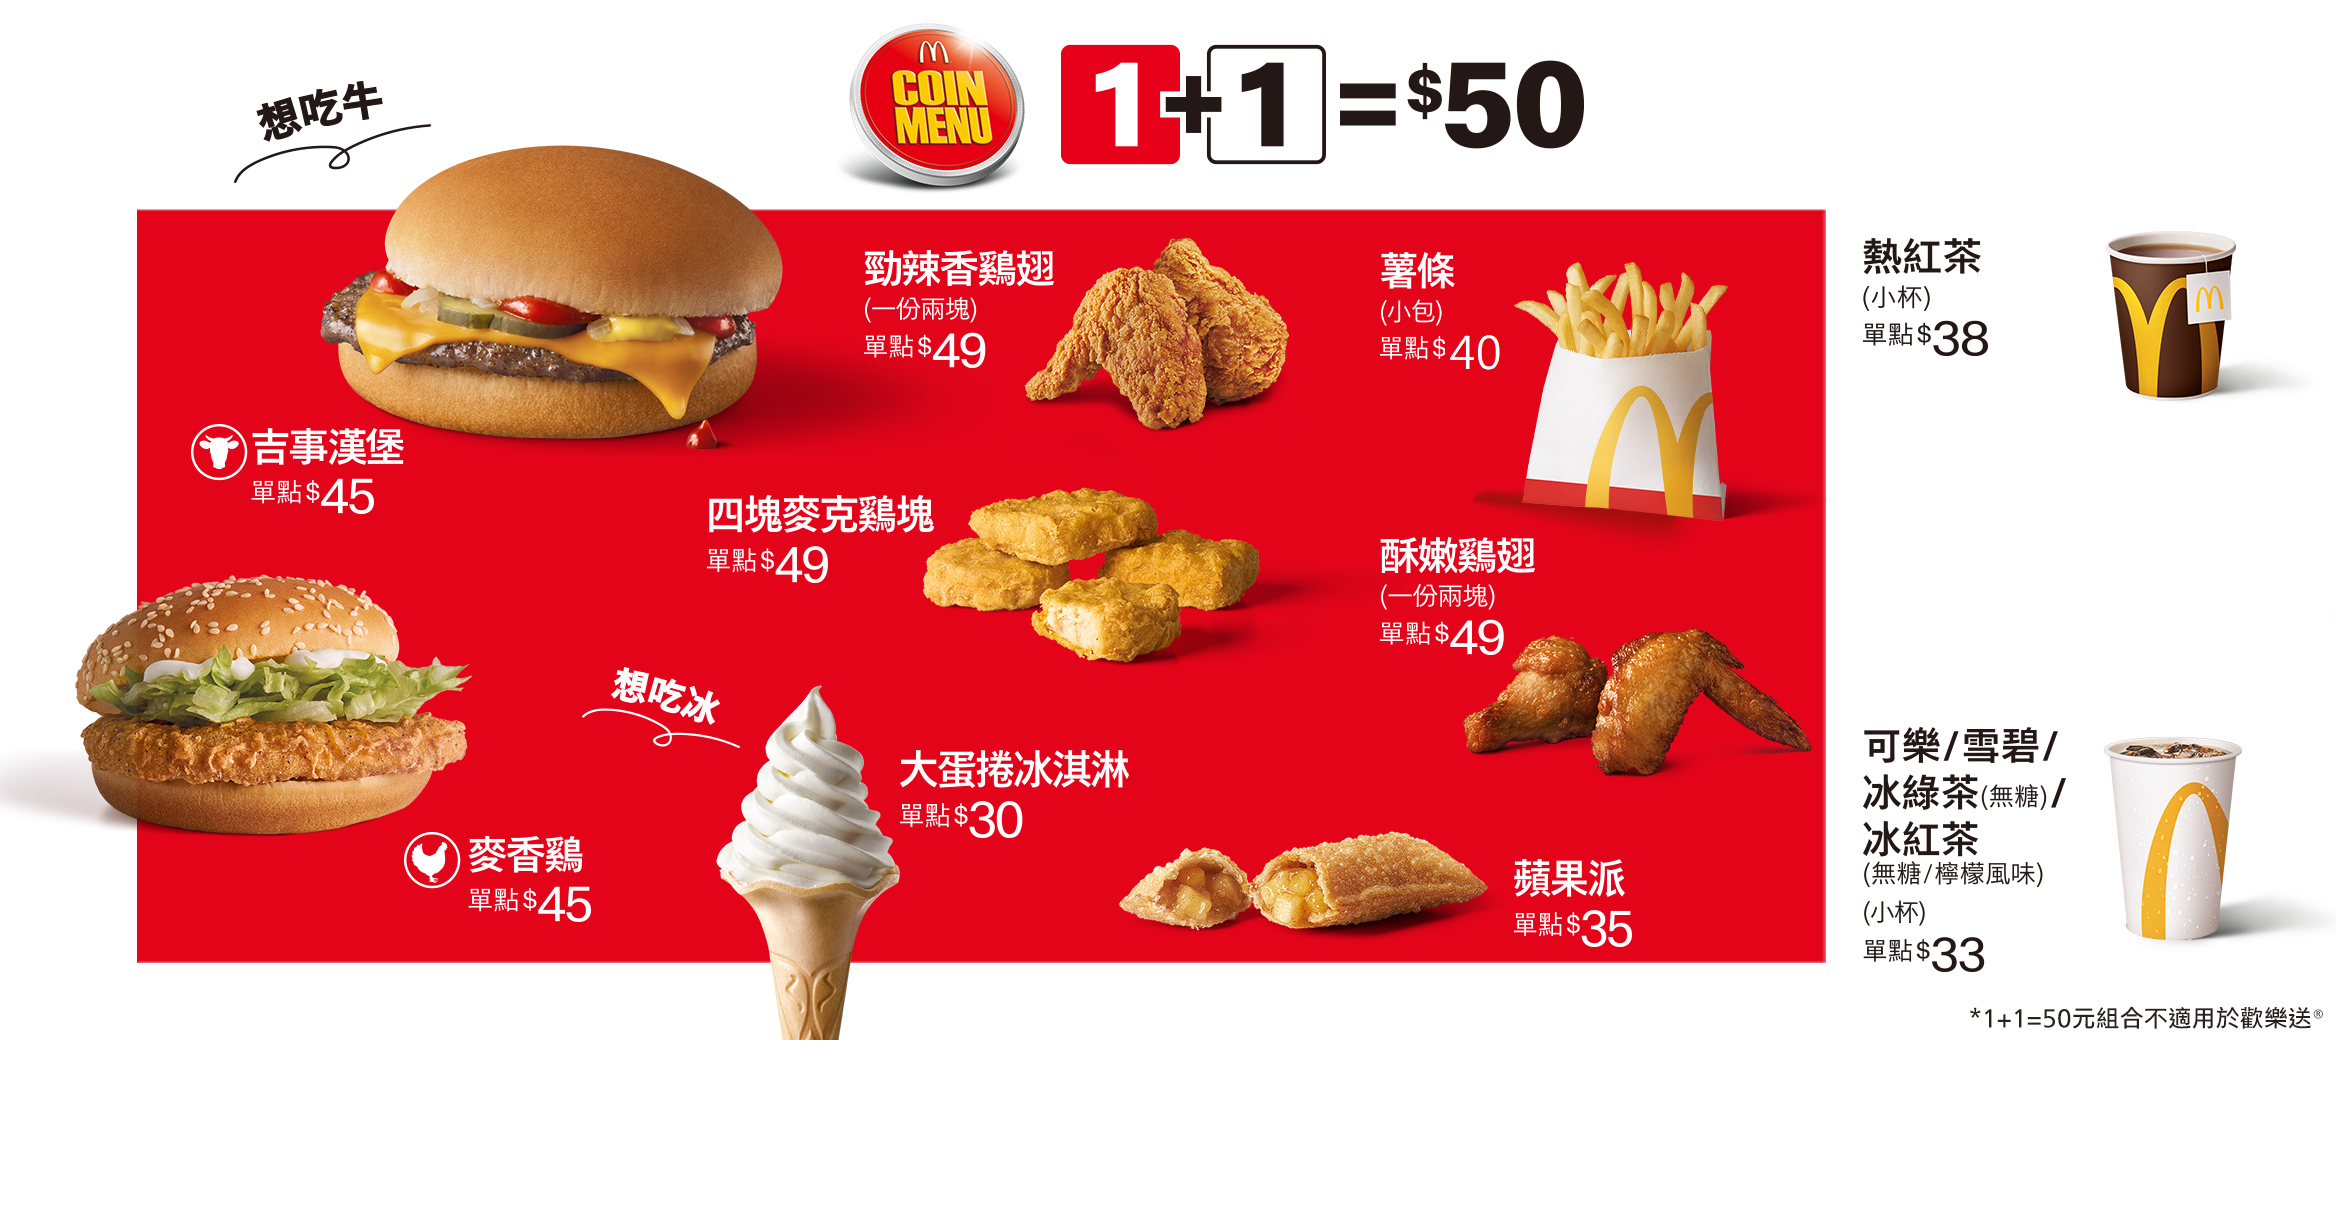 COIN
MENU
1+1=$50
想吃牛
吉事漢堡
單點$45
勁辣香鷄翅
(一份兩塊)
單點$49
薯條
(小包)
單點$40
四塊麥克鷄塊
單點$49
酥嫩鷄翅
(一份兩塊)
單點$49
麥香鷄
單點$45
想吃冰
大蛋捲冰淇淋
單點$30
蘋果派
單點$35
熱紅茶
(小杯)
單點$38
可樂/雪碧/
冰綠茶(無糖)/
冰紅茶
(無糖/檸檬風味)
(小杯)
單點$33
*1+1=50元組合不適用於歡樂送®